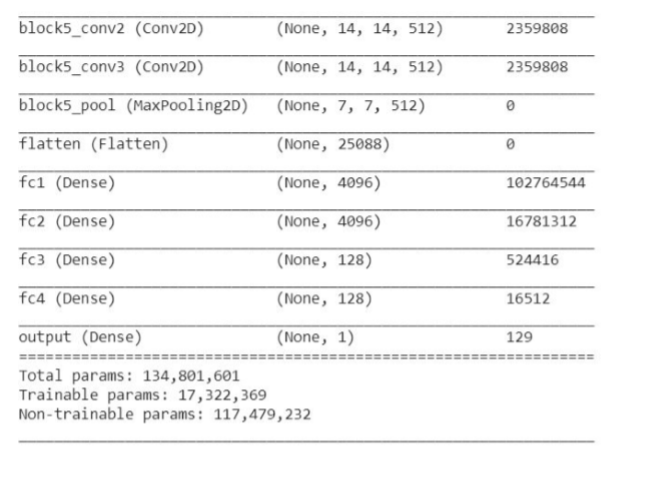 block5_conv2 (Conv2D) (None, 14, 14, 512) 2359808
block5_conv3 (Conv2D) (None, 14, 14, 512) 2359808
block5_pool (MaxPooling2D) (None, 7, 7, 512) 0
flatten (Flatten) (None, 25088) 0
fc1 (Dense) (None, 4096) 102764544
fc2 (Dense) (None, 4096) 16781312
fc3 (Dense) (None, 128) 524416
fc4 (Dense) (None, 128) 16512
output (Dense) (None, 1) 129
Total params: 134,801,601
Trainable params: 17,322,369
Non-trainable params: 117,479,232